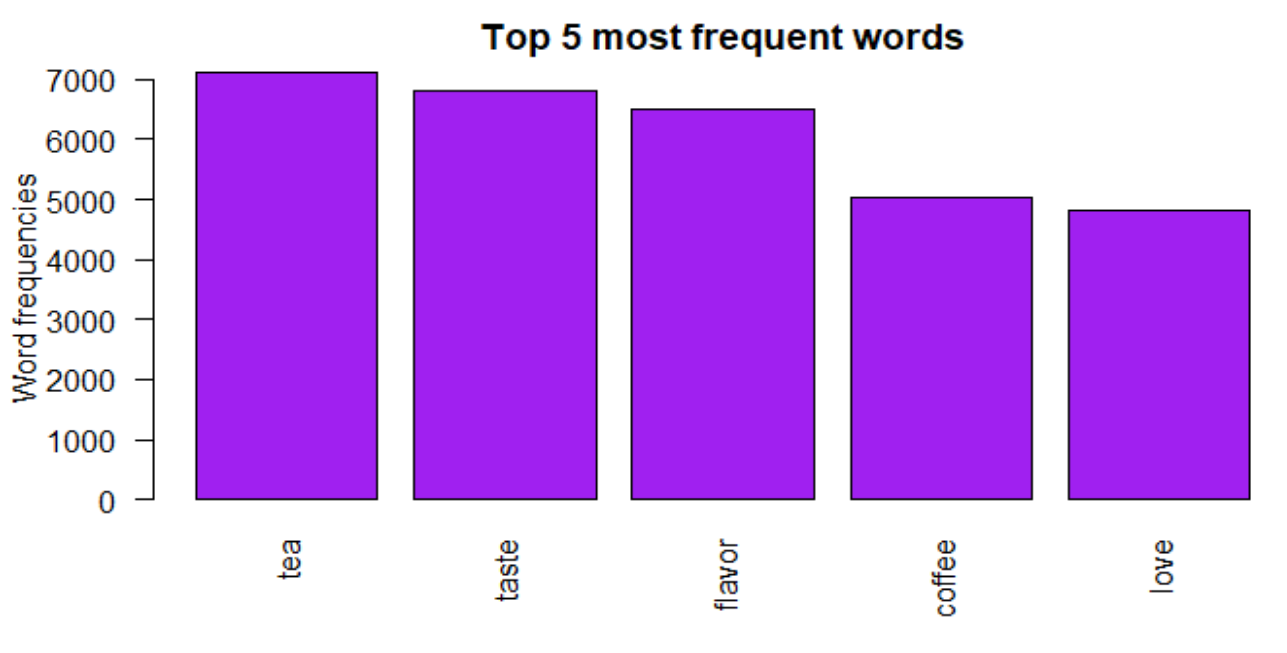 Top 5 most frequent words
Word frequencies
7000
6000
5000
4000
3000
2000
1000
0
tea
taste
flavor
coffee
love